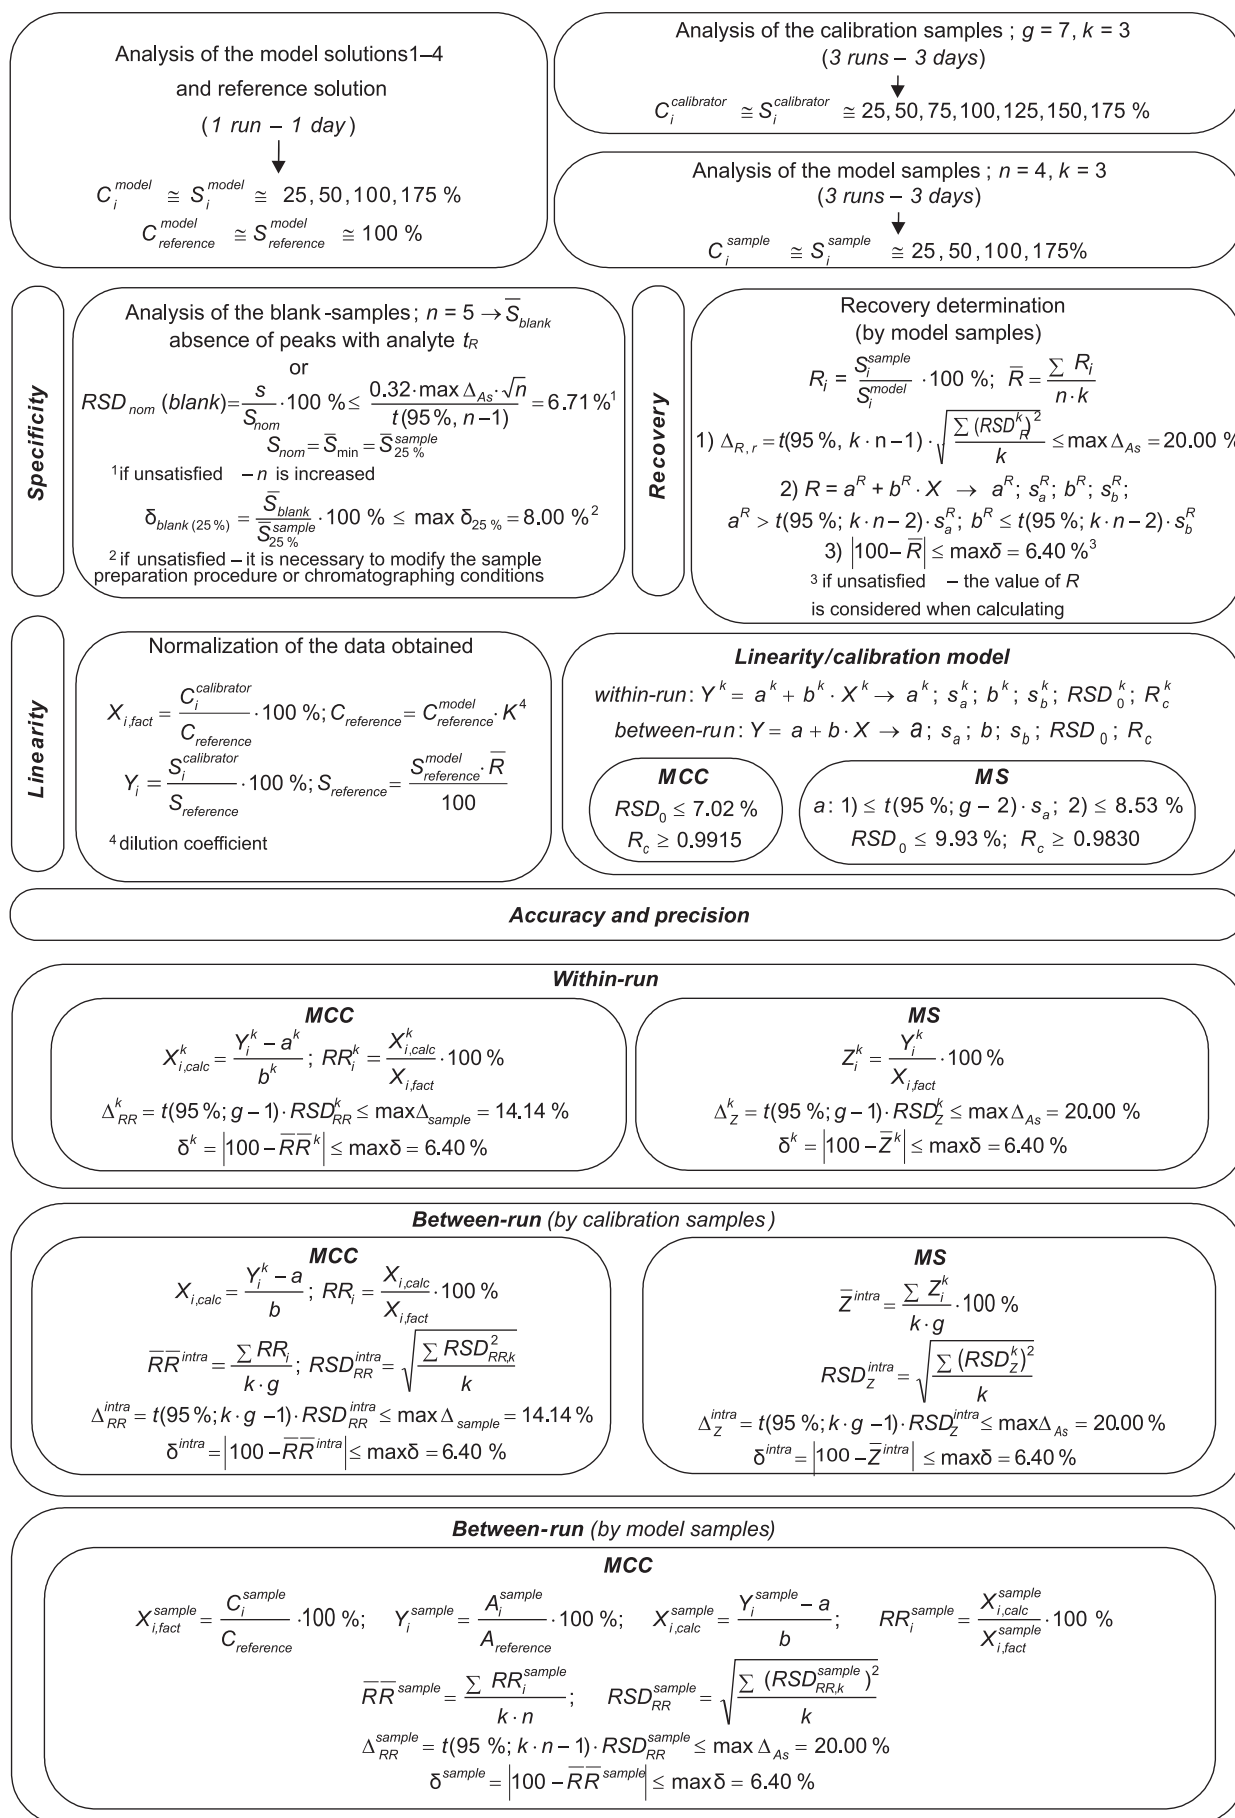 Analysis of the model solutions1–4
and reference solution
(1 run – 1 day)
C_i^model ≅ S_i^model ≅ 25, 50, 100, 175 %
C_reference^model ≅ S_reference^model ≅ 100 %
Analysis of the calibration samples ; g = 7, k = 3
(3 runs – 3 days)
C_i^calibrator ≅ S_i^calibrator ≅ 25, 50, 75, 100, 125, 150, 175 %
Analysis of the model samples ; n = 4, k = 3
(3 runs – 3 days)
C_i^sample ≅ S_i^sample ≅ 25, 50, 100, 175%
Specificity
Analysis of the blank-samples; n = 5 → S̅_blank
absence of peaks with analyte t_R
or
RSD_nom (blank) = s/S_nom · 100 % ≤ (0.32 · max Δ_As · √n)/(t(95 %, n–1)) = 6.71 %¹
S_nom = S̅_min = S̅_25 %^sample
¹if unsatisfied – n is increased
δ_blank (25 %) = S̅_blank/S̅_25 %^sample · 100 % ≤ max δ_25 % = 8.00 %²
² if unsatisfied – it is necessary to modify the sample
preparation procedure or chromatographing conditions
Recovery
Recovery determination
(by model samples)
R_i = S_i^sample/S_i^model · 100 %; R̅ = ∑ R_i/(n · k)
1) Δ_R, r = t(95 %, k · n – 1) · √(∑ (RSD_R^k)²/k) ≤ max Δ_As = 20.00 %
2) R = a^R + b^R · X → a^R; s_a^R; b^R; s_b^R;
a^R > t(95 %; k · n – 2) · s_a^R; b^R ≤ t(95 %; k · n – 2) · s_b^R
3) |100 – R̅| ≤ maxδ = 6.40 %³
³ if unsatisfied – the value of R
is considered when calculating
Linearity
Normalization of the data obtained
X_i,fact = C_i^calibrator/C_reference · 100 %; C_reference = C_reference^model · K⁴
Y_i = S_i^calibrator/S_reference · 100 %; S_reference = (S_reference^model · R̅)/100
⁴ dilution coefficient
Linearity/calibration model
within-run: Y^k = a^k + b^k · X^k → a^k; s_a^k; b^k; s_b^k; RSD_0^k; R_c^k
between-run: Y = a + b · X → a; s_a; b; s_b; RSD_0; R_c
MCC
RSD_0 ≤ 7.02 %
R_c ≥ 0.9915
MS
a: 1) ≤ t(95 %; g – 2) · s_a; 2) ≤ 8.53 %
RSD_0 ≤ 9.93 %; R_c ≥ 0.9830
Accuracy and precision
Within-run
MCC
X_i,calc^k = (Y_i^k – a^k)/b^k; RR_i^k = X_i,calc^k/X_i,fact · 100 %
Δ_RR^k = t(95 %; g – 1) · RSD_RR^k ≤ maxΔ_sample = 14.14 %
δ^k = |100 – R̅R̅^k| ≤ maxδ = 6.40 %
MS
Z_i^k = Y_i^k/X_i,fact · 100 %
Δ_Z^k = t(95 %; g – 1) · RSD_Z^k ≤ max Δ_As = 20.00 %
δ^k = |100 – Z̅^k| ≤ maxδ = 6.40 %
Between-run (by calibration samples)
MCC
X_i,calc = (Y_i^k – a)/b; RR_i = X_i,calc/X_i,fact · 100 %
R̅R̅^intra = ∑ RR_i/(k · g); RSD_RR^intra = √(∑ RSD_RR,k^2/k)
Δ_RR^intra = t(95 %; k · g – 1) · RSD_RR^intra ≤ max Δ_sample = 14.14 %
δ^intra = |100 – R̅R̅^intra| ≤ maxδ = 6.40 %
MS
Z̅^intra = ∑ Z_i^k/(k · g) · 100 %
RSD_Z^intra = √(∑ (RSD_Z^k)²/k)
Δ_Z^intra = t(95 %; k · g – 1) · RSD_Z^intra ≤ maxΔ_As = 20.00 %
δ^intra = |100 – Z̅^intra| ≤ maxδ = 6.40 %
Between-run (by model samples)
MCC
X_i,fact^sample = C_i^sample/C_reference · 100 %; Y_i^sample = A_i^sample/A_reference · 100 %; X_i,calc^sample = (Y_i^sample – a)/b; RR_i^sample = X_i,calc^sample/X_i,fact^sample · 100 %
R̅R̅^sample = ∑ RR_i^sample/(k · n); RSD_RR^sample = √(∑ (RSD_RR,k^sample)²/k)
Δ_RR^sample = t(95 %; k · n – 1) · RSD_RR^sample ≤ max Δ_As = 20.00 %
δ^sample = |100 – R̅R̅^sample| ≤ maxδ = 6.40 %